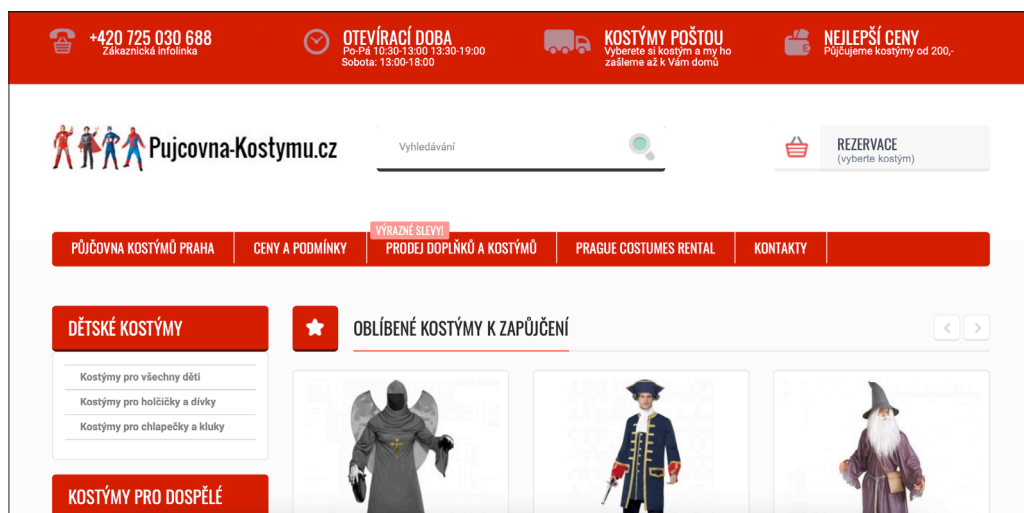 +420 725 030 688
Zákaznická infolinka
OTEVÍRACÍ DOBA
Po-Pá 10:30-13:00 13:30-19:00
Sobota: 13:00-18:00
KOSTÝMY POŠTOU
Vyberete si kostým a my ho
zašleme až k Vám domů
NEJLEPŠÍ CENY
Půjčujeme kostýmy od 200,-
Pujcovna-Kostymu.cz
Vyhledávání
REZERVACE
(vyberte kostým)
VÝRAZNÉ SLEVY!
PŮJČOVNA KOSTÝMŮ PRAHA
CENY A PODMÍNKY
PRODEJ DOPLŇKŮ A KOSTÝMŮ
PRAGUE COSTUMES RENTAL
KONTAKTY
DĚTSKÉ KOSTÝMY
Kostýmy pro všechny děti
Kostýmy pro holčičky a dívky
Kostýmy pro chlapečky a kluky
KOSTÝMY PRO DOSPĚLÉ
OBLÍBENÉ KOSTÝMY K ZAPŮJČENÍ